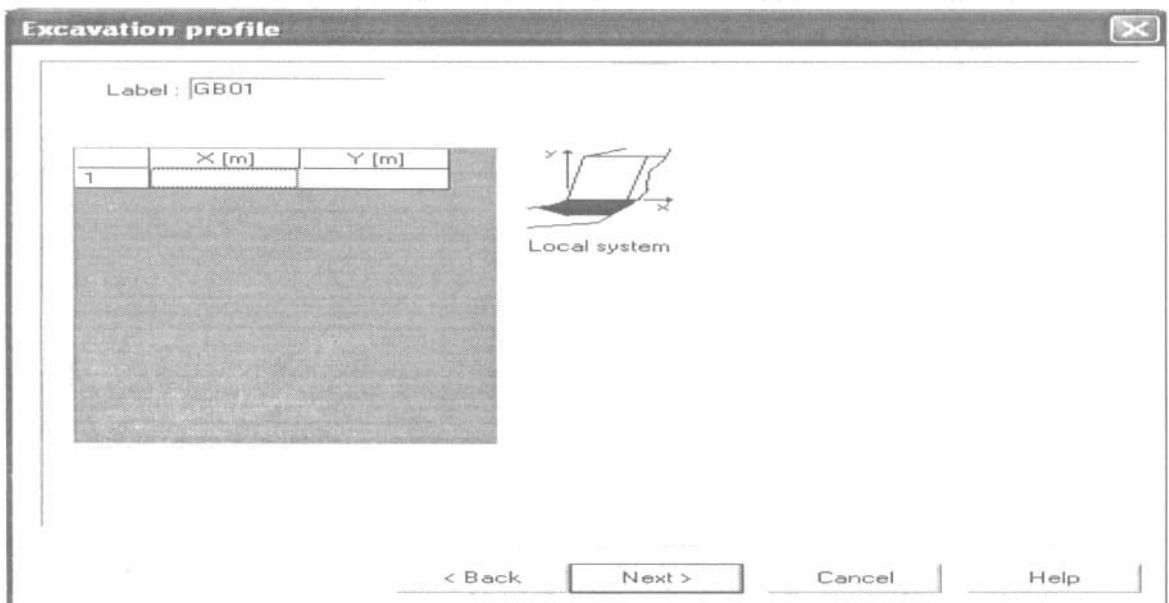 Excavation profile
Label : GB01
X [m] Y [m]
1
y
x
Local system
< Back Next > Cancel Help